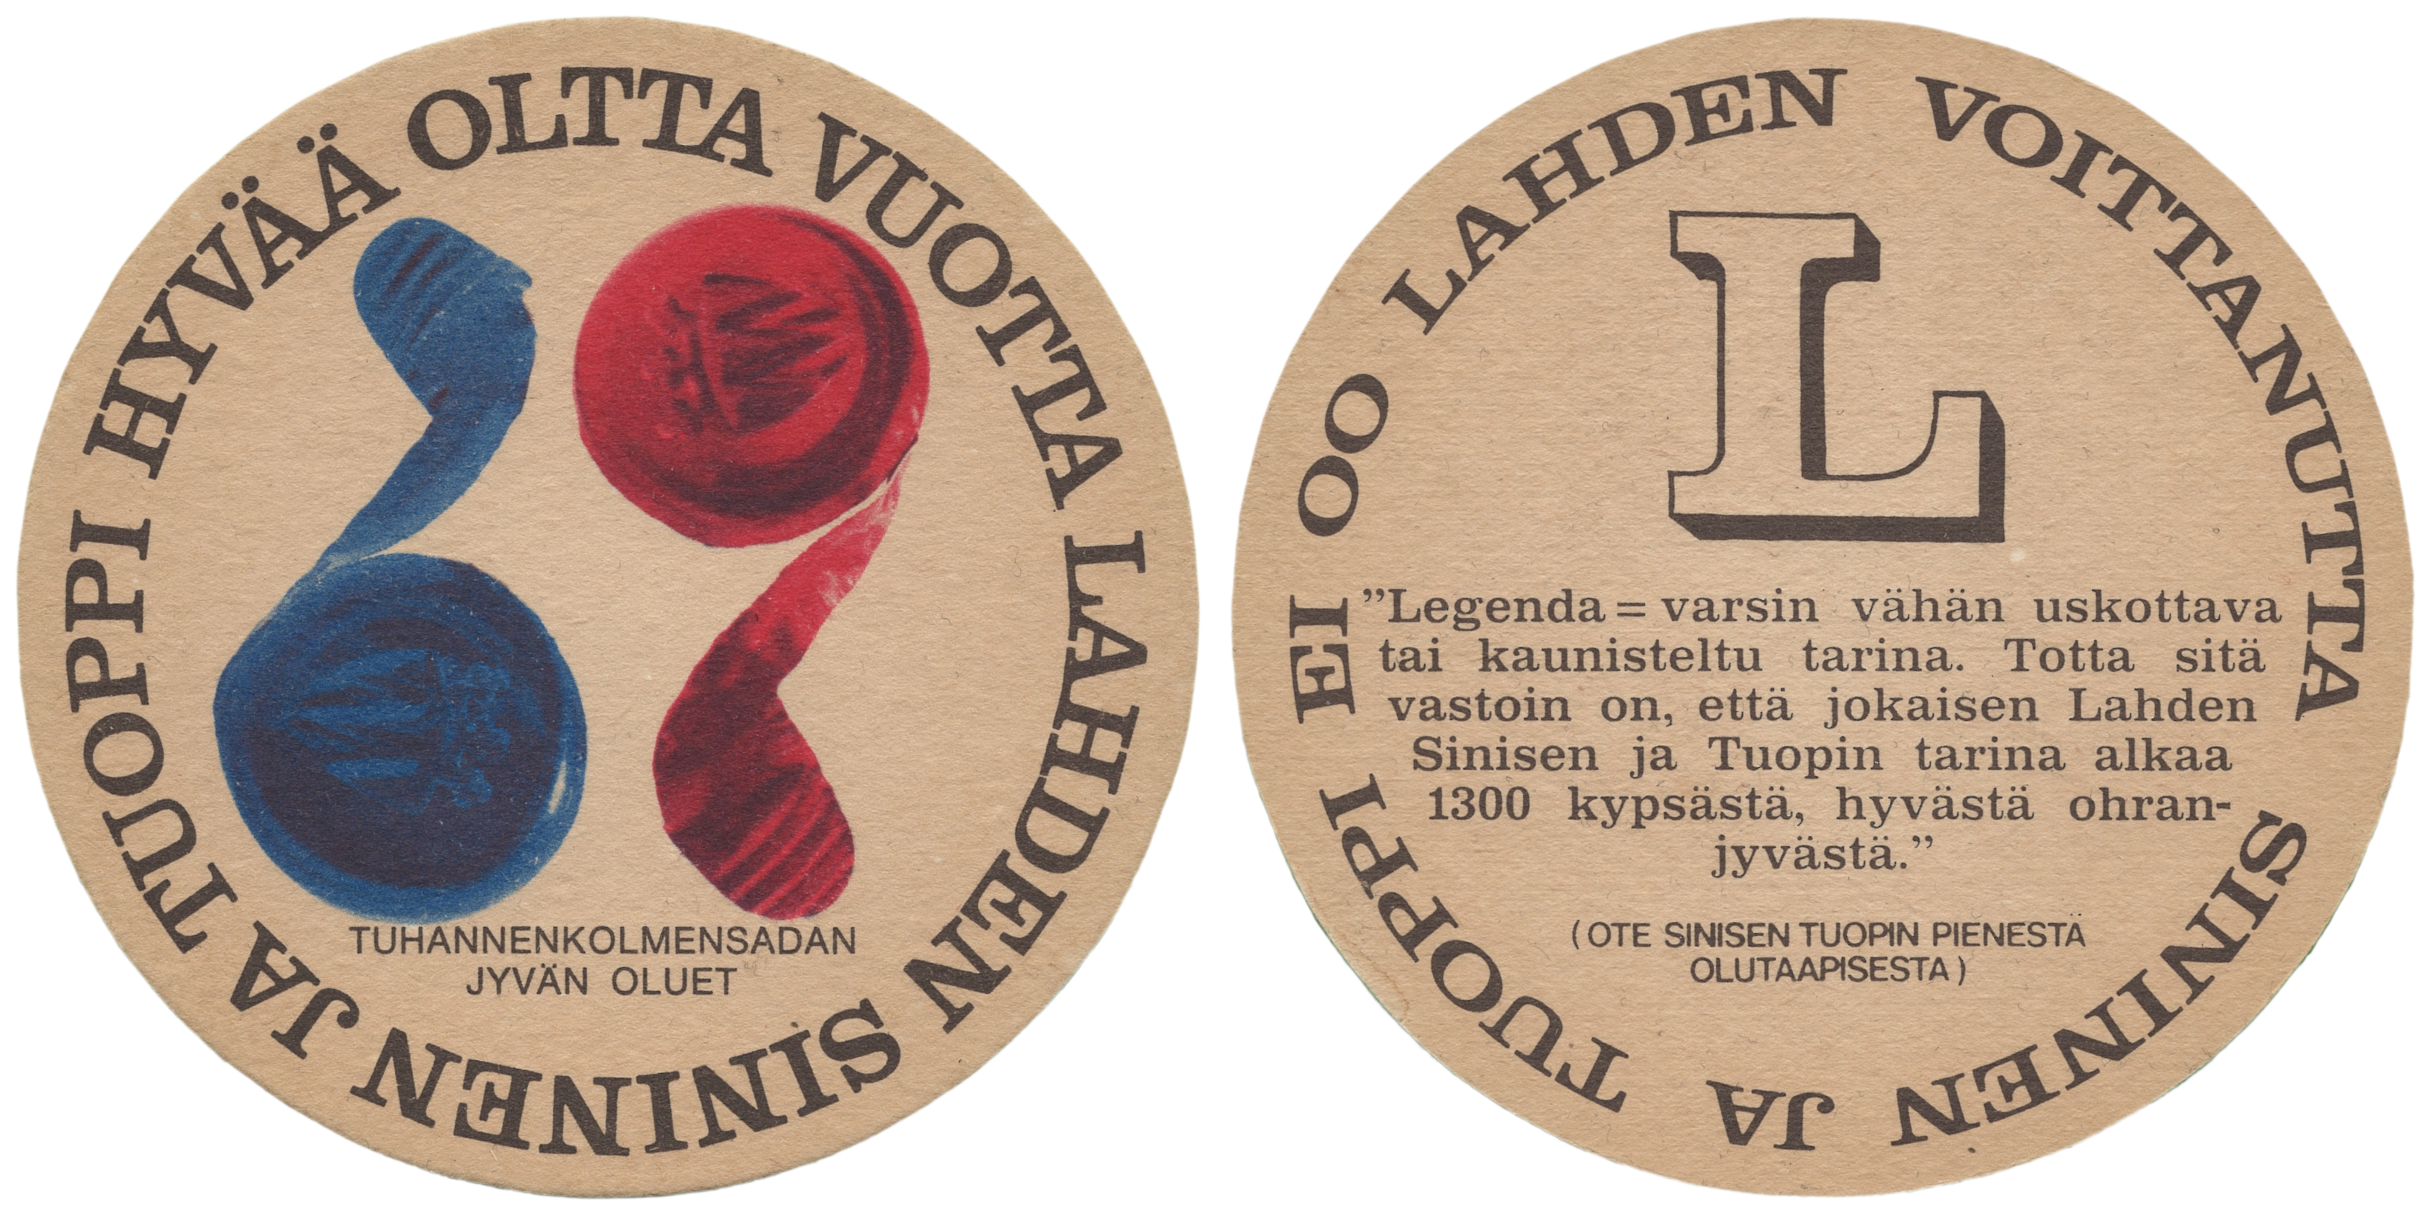 HYVÄÄ OLTTA VUOTTA LAHDEN SININEN JA TUOPPI
69
TUHANNENKOLMENSADAN
JYVÄN OLUET
EI OO LAHDEN VOITTANUTTA
SININEN JA TUOPPI
L
”Legenda = varsin vähän uskottava
tai kaunisteltu tarina. Totta sitä
vastoin on, että jokaisen Lahden
Sinisen ja Tuopin tarina alkaa
1300 kypsästä, hyvästä ohran-
jyvästä.”
(OTE SINISEN TUOPIN PIENESTÄ
OLUTAAPISESTA)